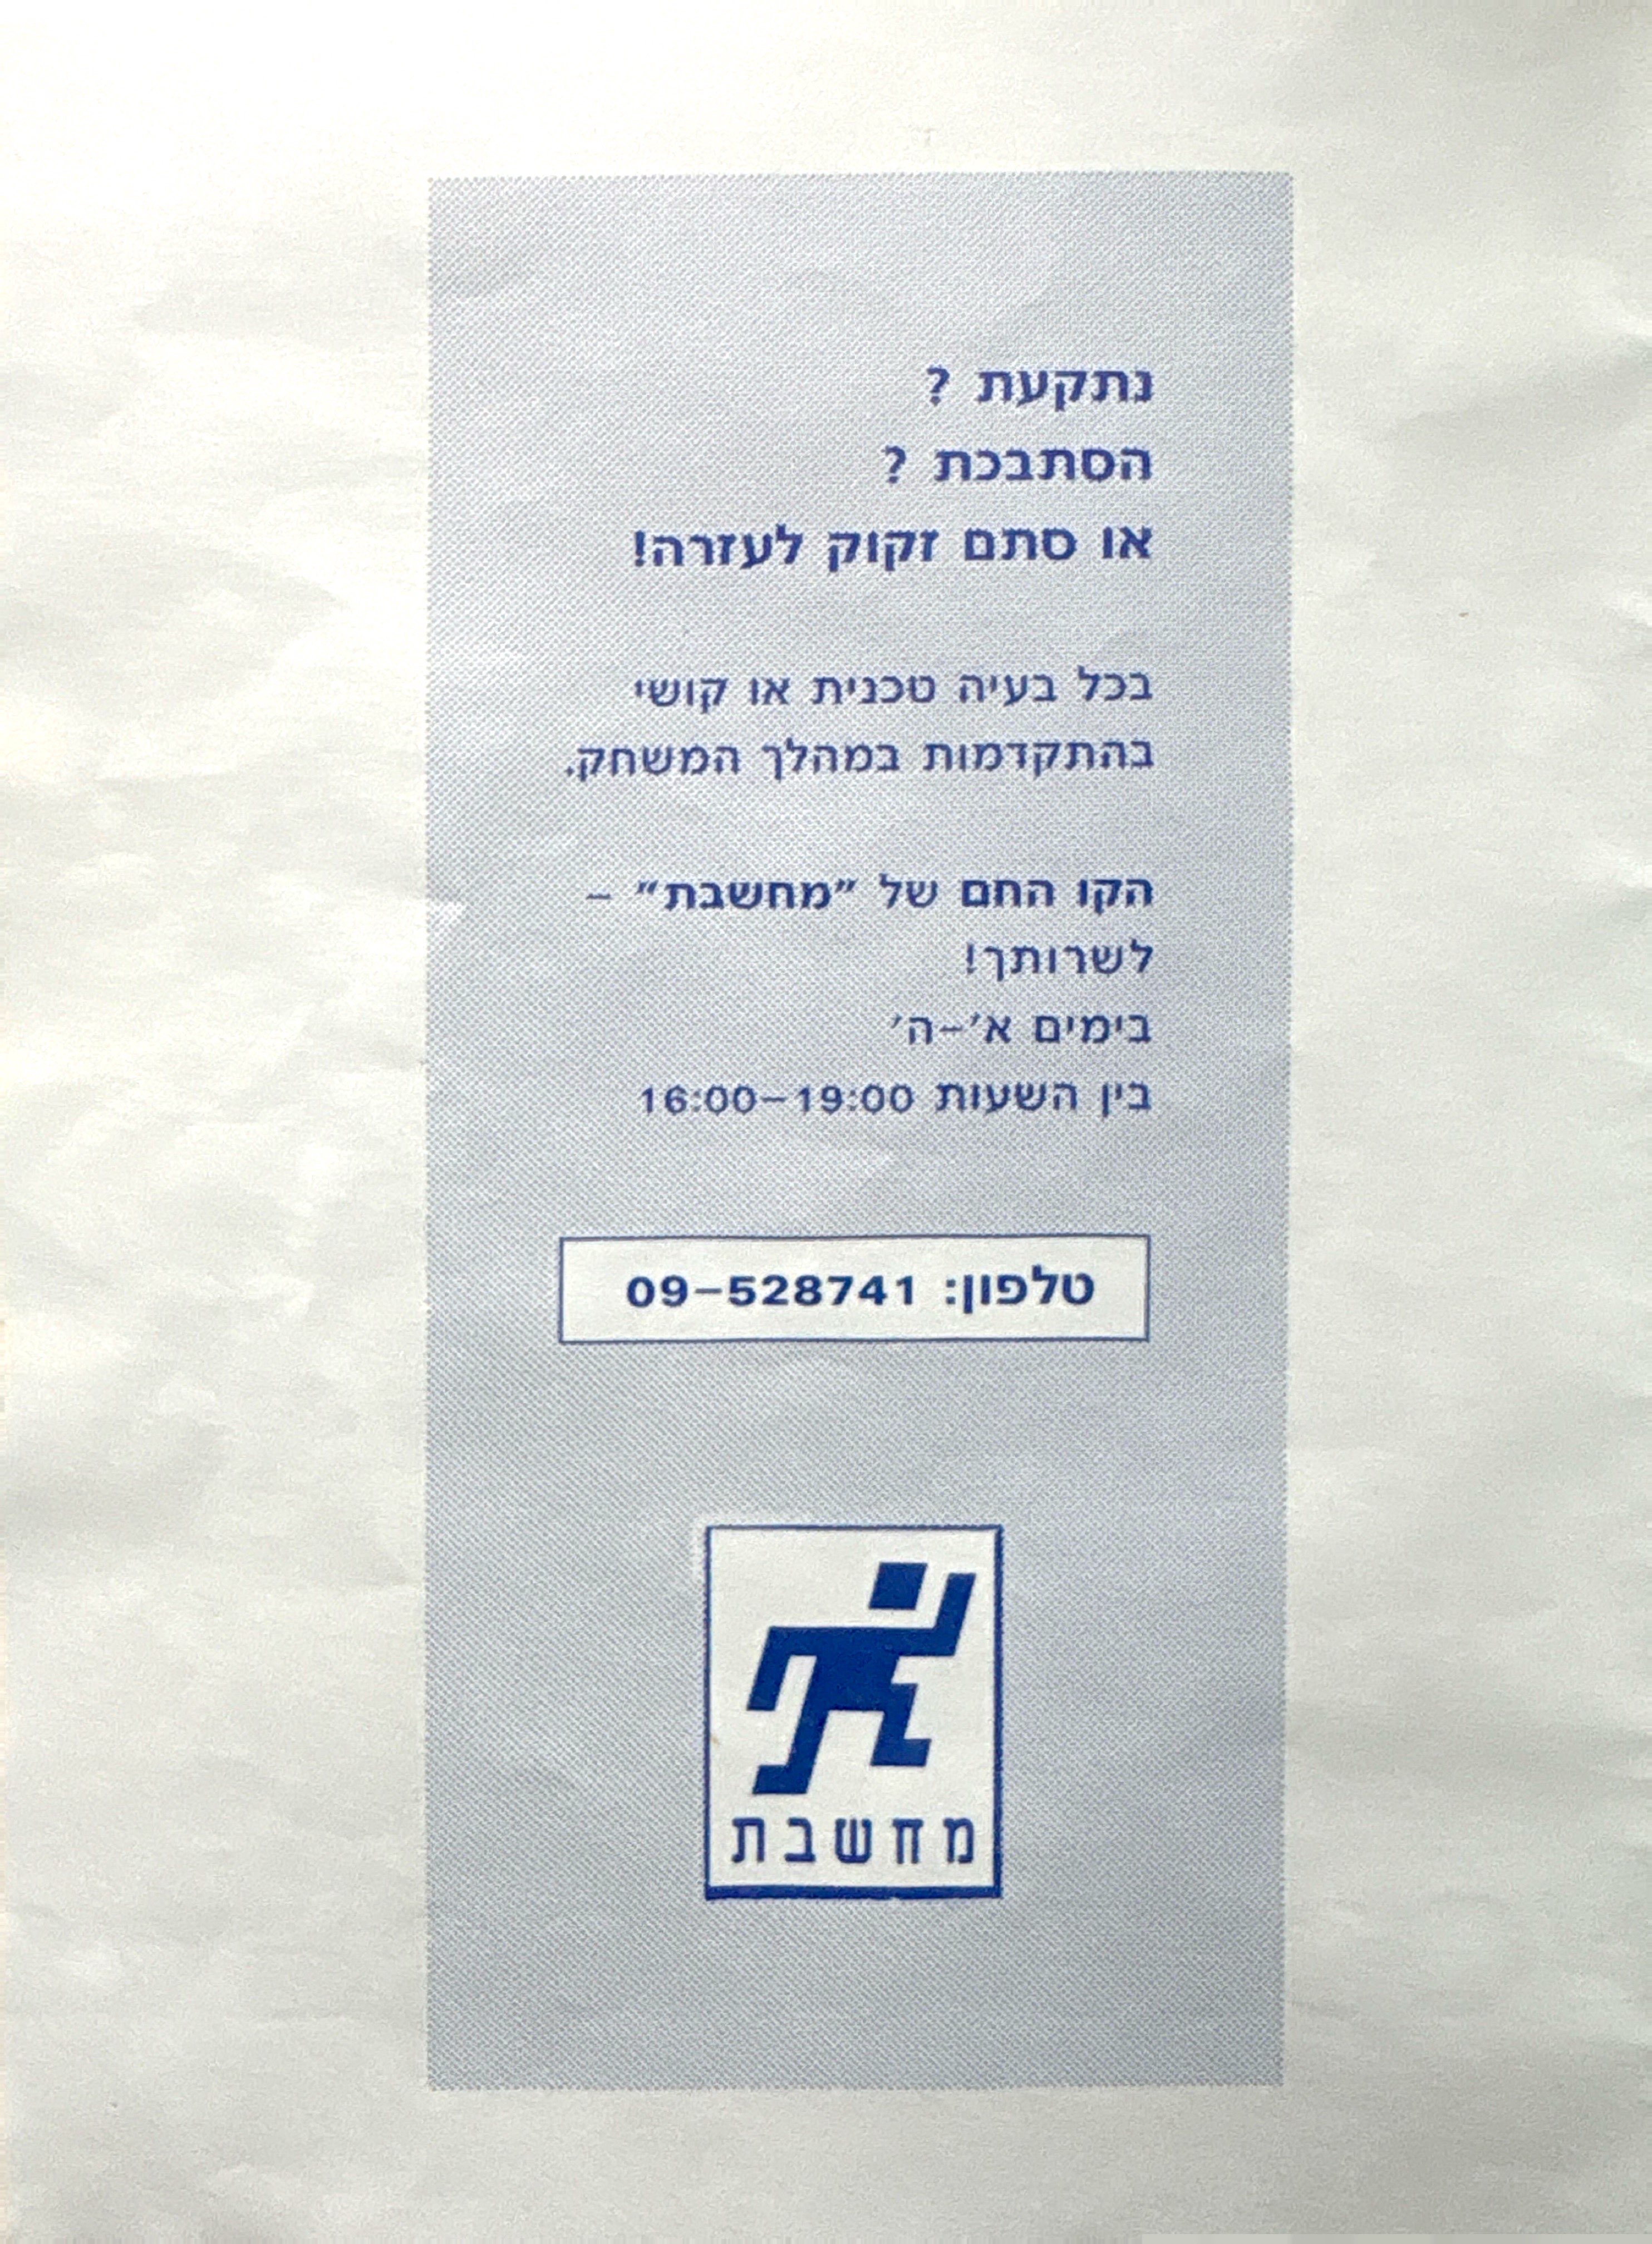 נתקעת ?
הסתבכת ?
או סתם זקוק לעזרה!
בכל בעיה טכנית או קושי
בהתקדמות במהלך המשחק.
הקו החם של "מחשבת" –
לשרותך!
בימים א'–ה'
בין השעות 16:00–19:00
טלפון: 09–528741
מחשבת